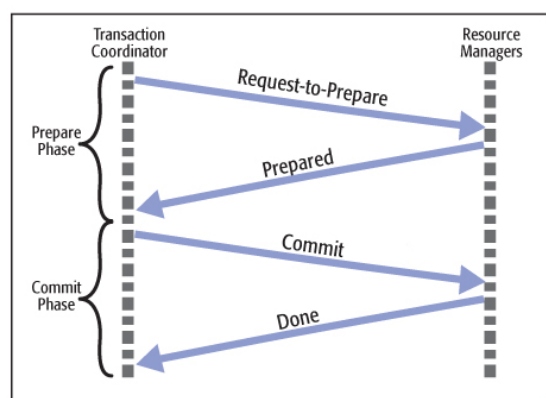 Transaction
Coordinator
Resource
Managers
Request-to-Prepare
Prepare
Phase
Prepared
Commit
Commit
Phase
Done